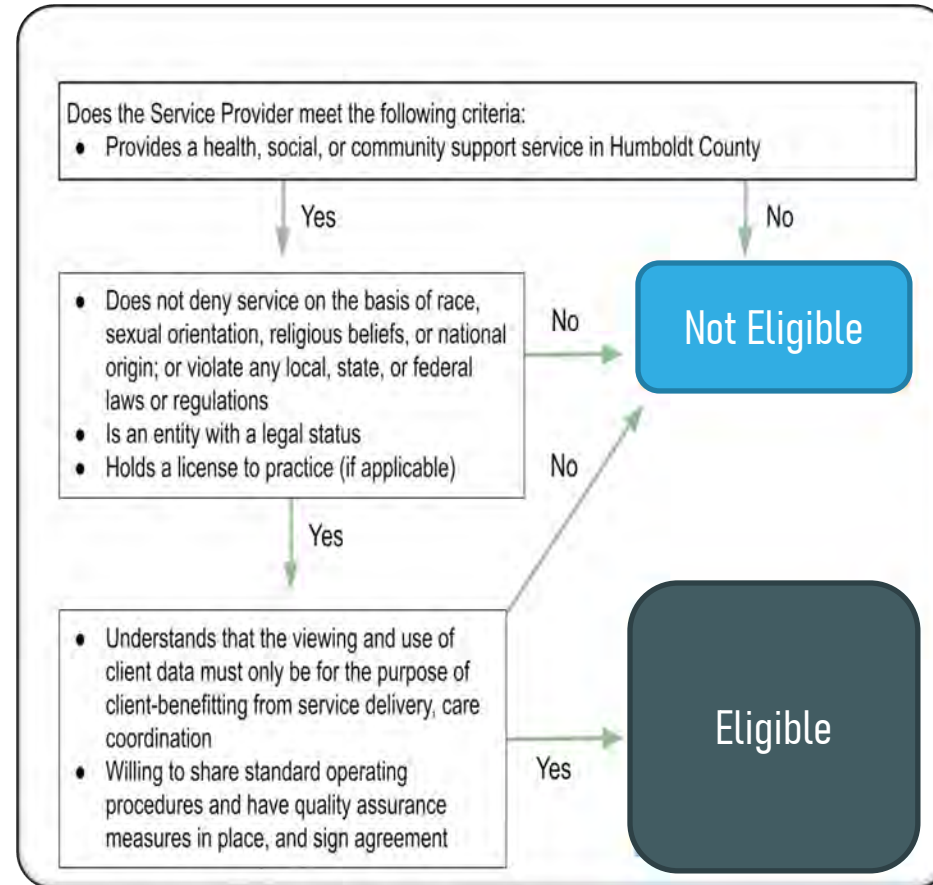 Does the Service Provider meet the following criteria:
● Provides a health, social, or community support service in Humboldt County
Yes
No
● Does not deny service on the basis of race,
sexual orientation, religious beliefs, or national
origin; or violate any local, state, or federal
laws or regulations
● Is an entity with a legal status
● Holds a license to practice (if applicable)
No
Not Eligible
No
Yes
● Understands that the viewing and use of
client data must only be for the purpose of
client-benefitting from service delivery, care
coordination
● Willing to share standard operating
procedures and have quality assurance
measures in place, and sign agreement
Yes
Eligible